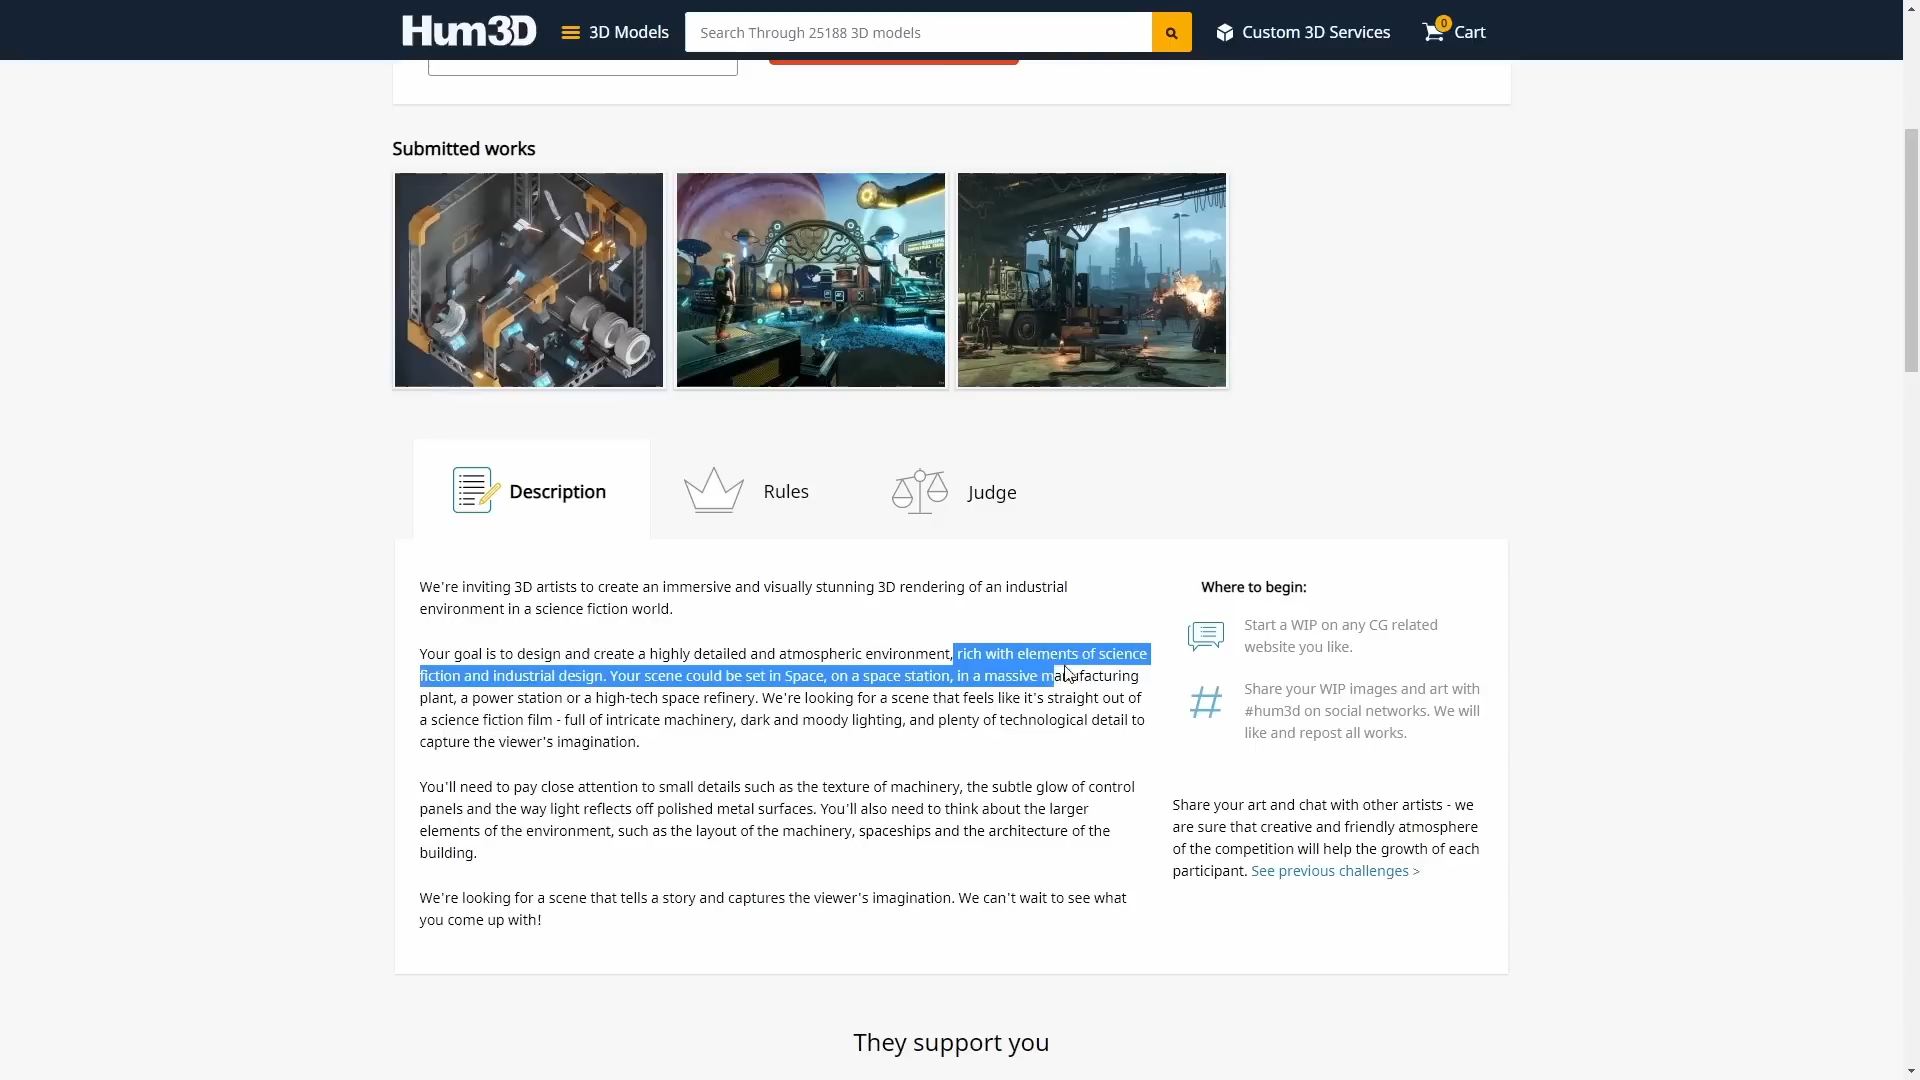 Hum3D
3D Models
Search Through 25188 3D models
Custom 3D Services
0
Cart
Submitted works
Description
Rules
Judge
We're inviting 3D artists to create an immersive and visually stunning 3D rendering of an industrial
environment in a science fiction world.
Your goal is to design and create a highly detailed and atmospheric environment, rich with elements of science
fiction and industrial design. Your scene could be set in Space, on a space station, in a massive manufacturing
plant, a power station or a high-tech space refinery. We're looking for a scene that feels like it's straight out of
a science fiction film - full of intricate machinery, dark and moody lighting, and plenty of technological detail to
capture the viewer's imagination.
You'll need to pay close attention to small details such as the texture of machinery, the subtle glow of control
panels and the way light reflects off polished metal surfaces. You'll also need to think about the larger
elements of the environment, such as the layout of the machinery, spaceships and the architecture of the
building.
We're looking for a scene that tells a story and captures the viewer's imagination. We can't wait to see what
you come up with!
Where to begin:
Start a WIP on any CG related
website you like.
Share your WIP images and art with
#hum3d on social networks. We will
like and repost all works.
Share your art and chat with other artists - we
are sure that creative and friendly atmosphere
of the competition will help the growth of each
participant. See previous challenges >
They support you